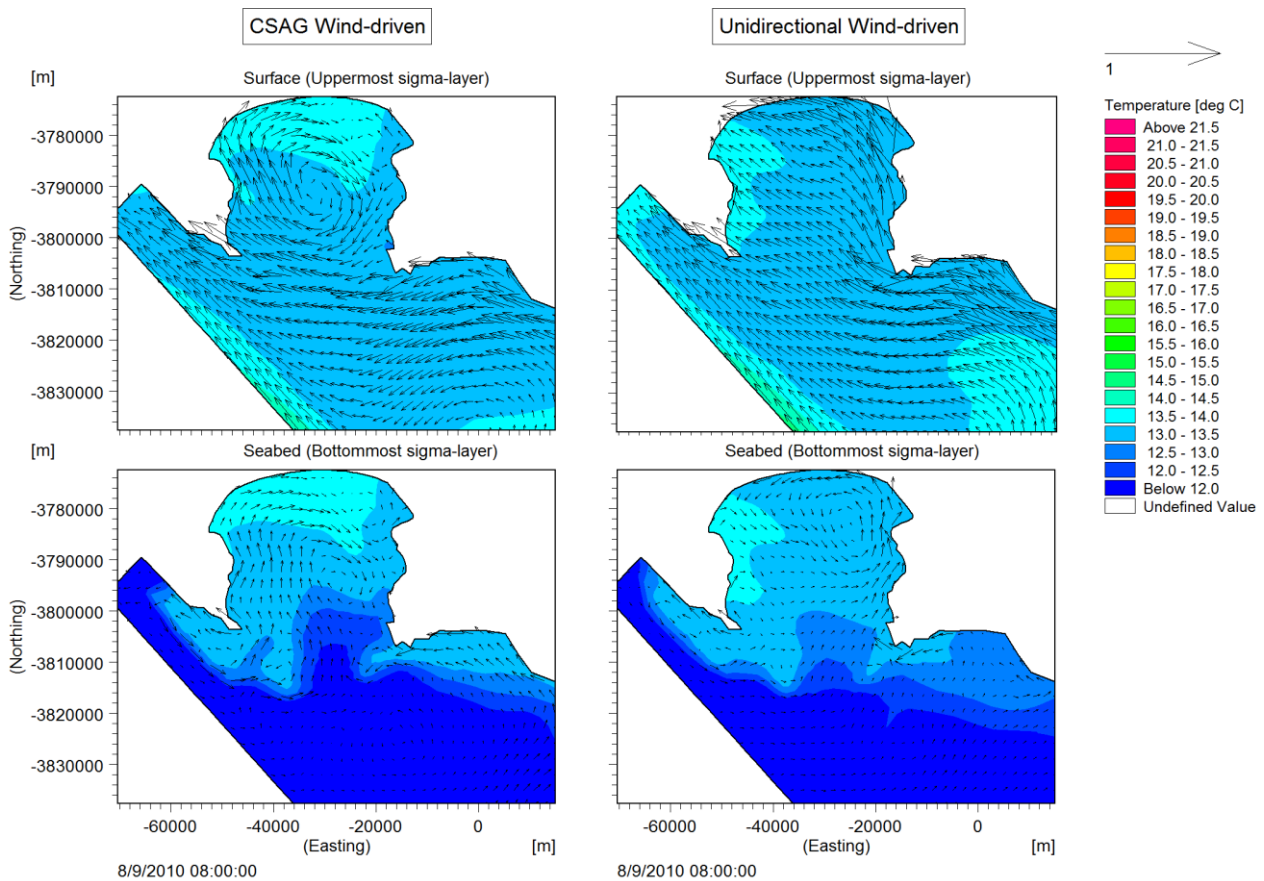 CSAG Wind-driven
Unidirectional Wind-driven
[m]
Surface (Uppermost sigma-layer)
Surface (Uppermost sigma-layer)
1
Temperature [deg C]
Above 21.5
21.0 - 21.5
20.5 - 21.0
20.0 - 20.5
19.5 - 20.0
19.0 - 19.5
18.5 - 19.0
18.0 - 18.5
17.5 - 18.0
17.0 - 17.5
16.5 - 17.0
16.0 - 16.5
15.5 - 16.0
15.0 - 15.5
14.5 - 15.0
14.0 - 14.5
13.5 - 14.0
13.0 - 13.5
12.5 - 13.0
12.0 - 12.5
Below 12.0
Undefined Value
-3780000
-3790000
-3800000
-3810000
-3820000
-3830000
(Northing)
[m]
Seabed (Bottommost sigma-layer)
Seabed (Bottommost sigma-layer)
-3780000
-3790000
-3800000
-3810000
-3820000
-3830000
(Northing)
-60000 -40000 -20000 0
(Easting) [m]
8/9/2010 08:00:00
-60000 -40000 -20000 0
(Easting) [m]
8/9/2010 08:00:00